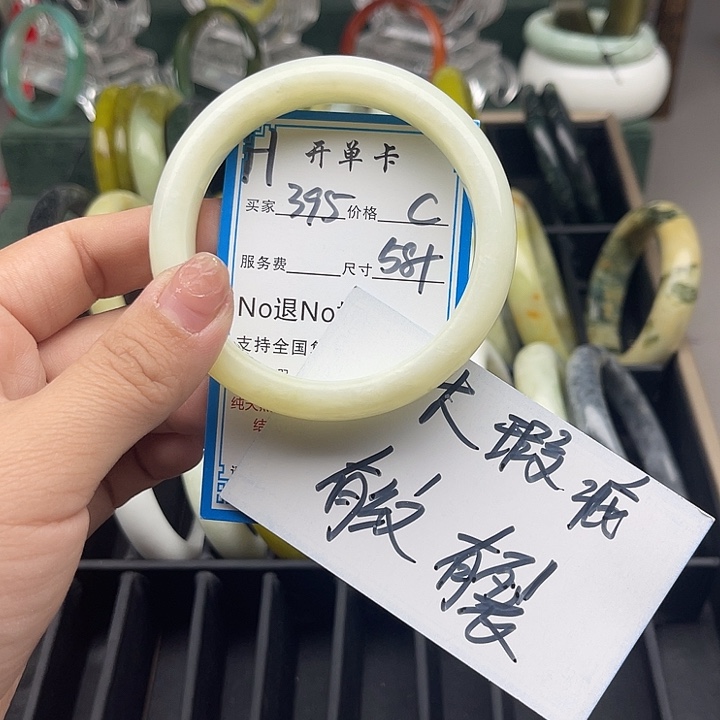 H 开单卡
买家 395 价格 C
服务费 尺寸 58+
No退No
支持全国
大瑕疵
有纹
有裂